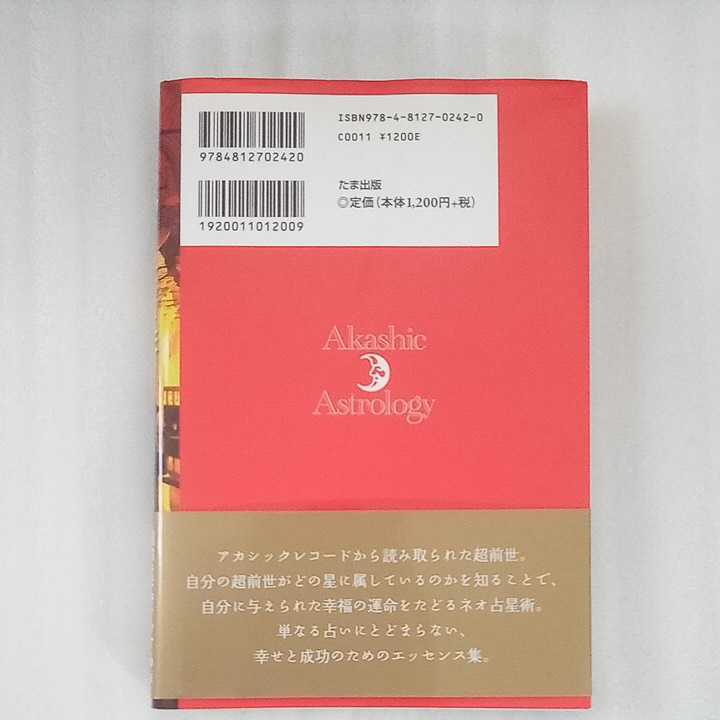 ISBN978-4-8127-0242-0
C0011 ¥1200E
9784812702420
たま出版
◎定価(本体1,200円+税)
1920011012009
Akashic
Astrology
アカシックレコードから読み取られた超前世。
自分の超前世がどの星に属しているのかを知ることで、
自分に与えられた幸福の運命をたどるネオ占星術。
単なる占いにとどまらない、
幸せと成功のためのエッセンス集。